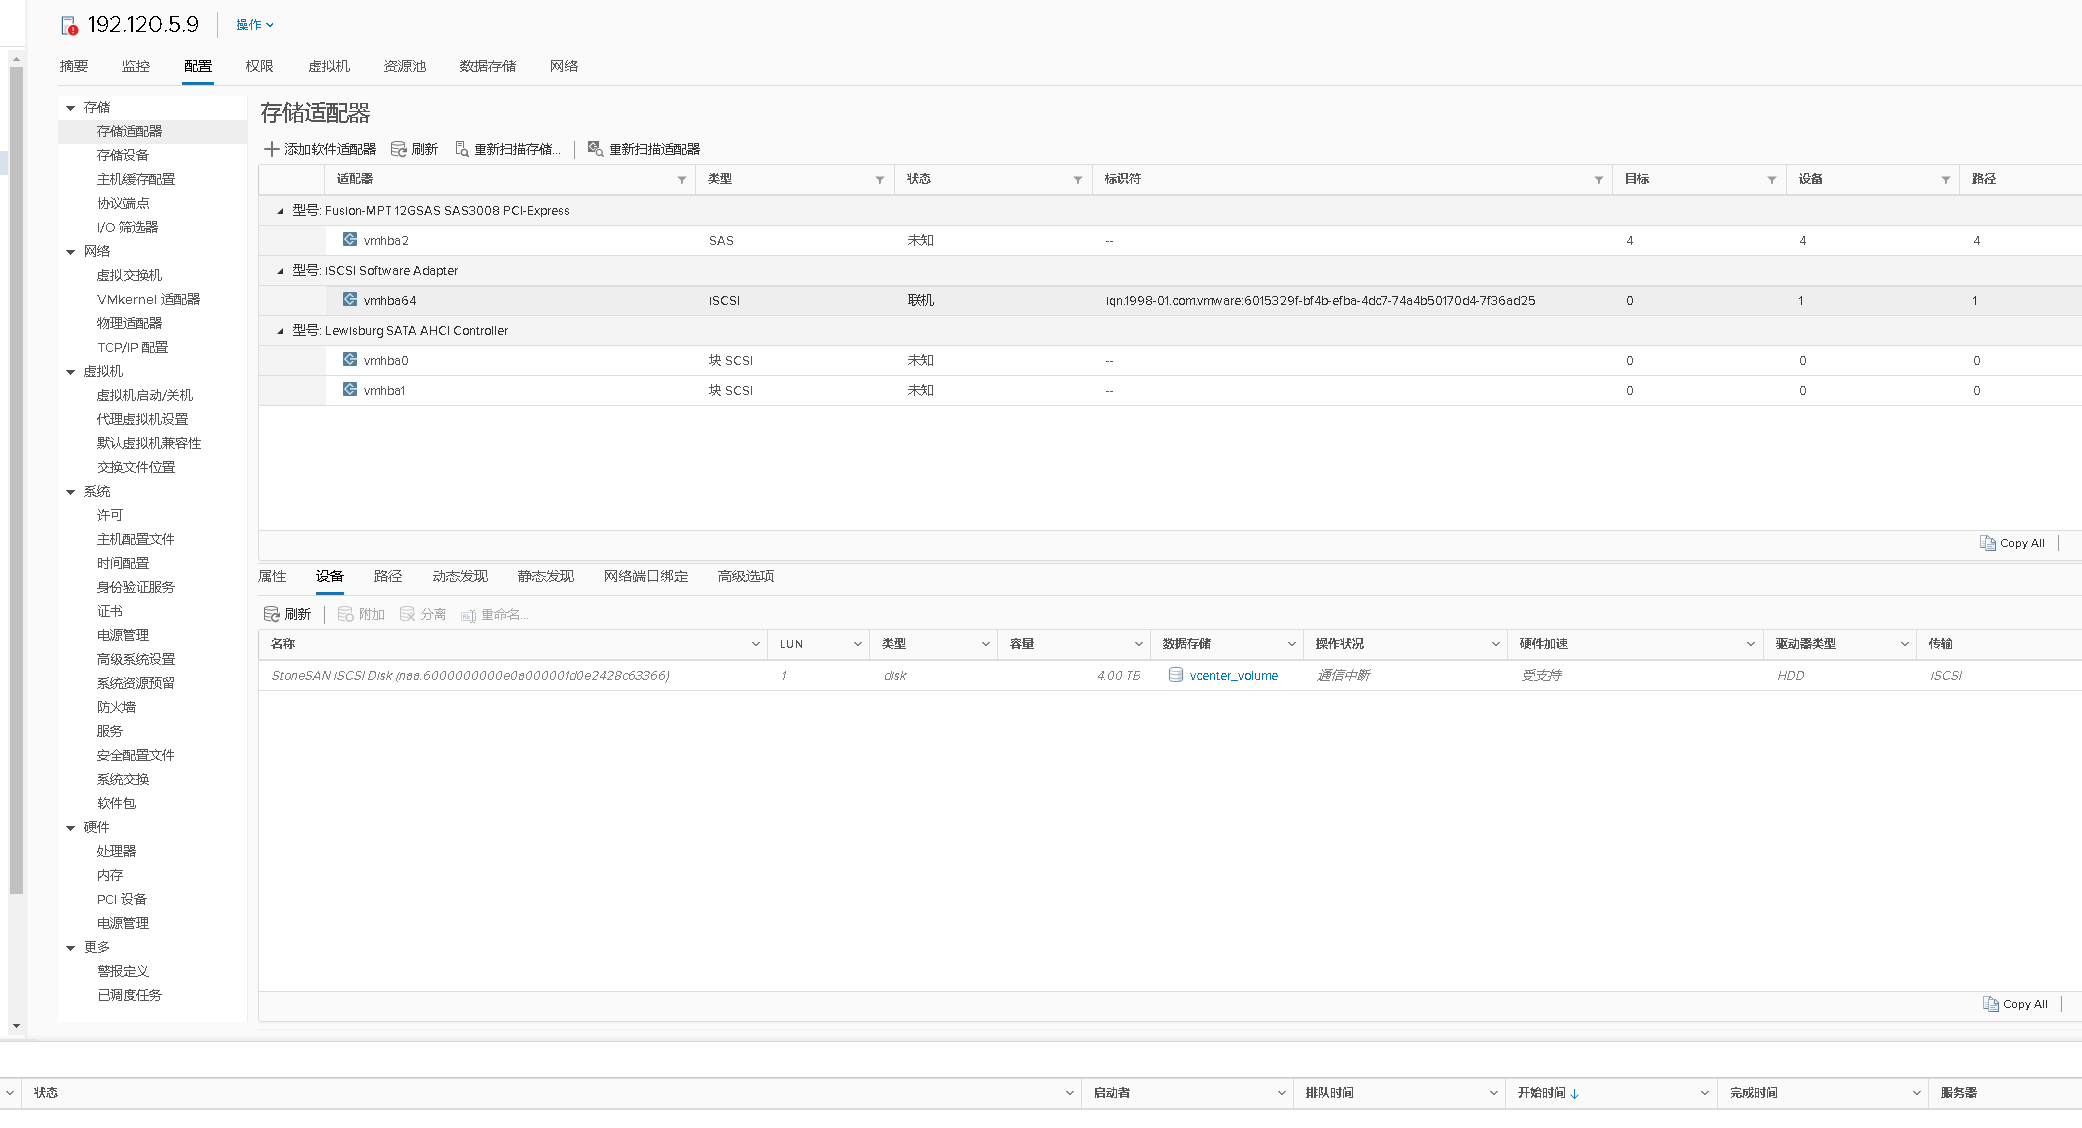 192.120.5.9 操作
摘要 监控 配置 权限 虚拟机 资源池 数据存储 网络
存储
存储适配器
存储设备
主机缓存配置
协议端点
I/O 筛选器
网络
虚拟交换机
VMkernel 适配器
物理适配器
TCP/IP 配置
虚拟机
虚拟机启动/关机
代理虚拟机设置
默认虚拟机兼容性
交换文件位置
系统
许可
主机配置文件
时间配置
身份验证服务
证书
电源管理
高级系统设置
系统资源预留
防火墙
服务
安全配置文件
系统交换
软件包
硬件
处理器
内存
PCI 设备
电源管理
更多
警报定义
已调度任务
存储适配器
添加软件适配器 刷新 重新扫描存储... 重新扫描适配器
适配器 类型 状态 标识符 目标 设备 路径
型号: Fusion-MPT 12GSAS SAS3008 PCI-Express
vmhba2 SAS 未知 -- 4 4 4
型号: iSCSI Software Adapter
vmhba64 iSCSI 联机 iqn.1998-01.com.vmware:6015329f-bf4b-efba-4dc7-74a4b50170d4-7f36ad25 0 1 1
型号: Lewisburg SATA AHCI Controller
vmhba0 块 SCSI 未知 -- 0 0 0
vmhba1 块 SCSI 未知 -- 0 0 0
Copy All
属性 设备 路径 动态发现 静态发现 网络端口绑定 高级选项
刷新 附加 分离 重命名...
名称 LUN 类型 容量 数据存储 操作状况 硬件加速 驱动器类型 传输
StoneSAN iSCSI Disk (naa.6000000000e0a000001d0e2428c63366) 1 disk 4.00 TB vcenter_volume 通信中断 受支持 HDD iSCSI
Copy All
状态 启动者 排队时间 开始时间 完成时间 服务器